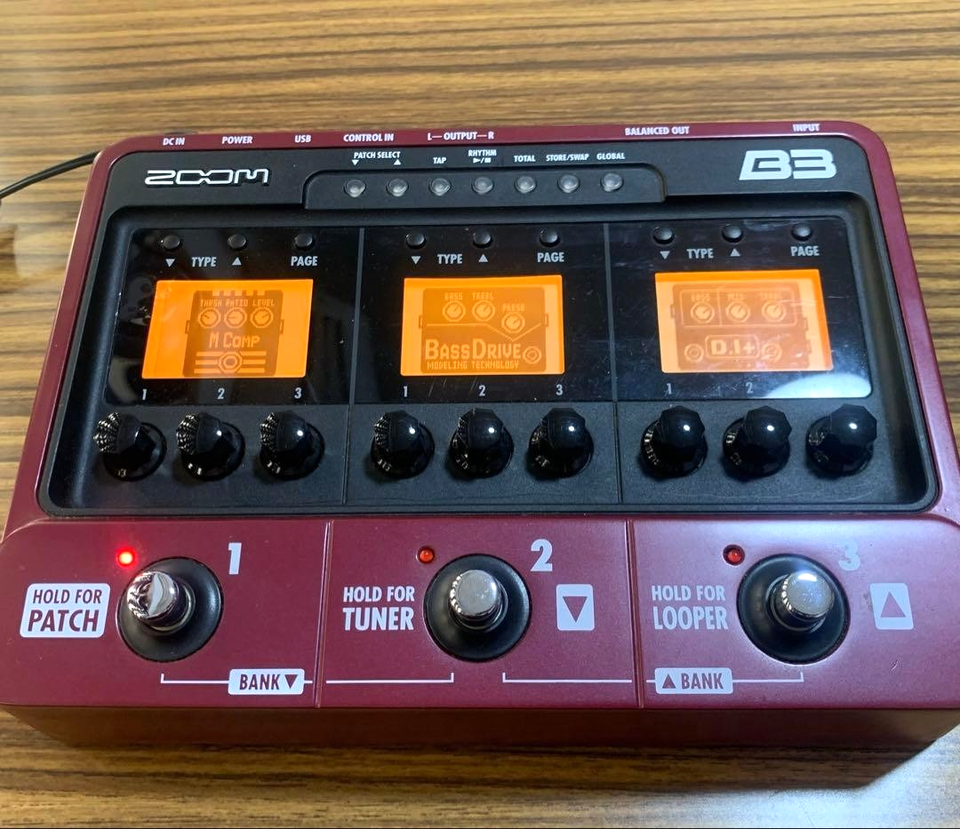 DC IN POWER USB CONTROL IN L—OUTPUT—R BALANCED OUT INPUT
ZOOM PATCH SELECT TAP RHYTHM TOTAL STORE/SWAP GLOBAL B3
▼ ▲ ▶/■
▼ TYPE ▲ PAGE ▼ TYPE ▲ PAGE ▼ TYPE ▲ PAGE
THRSH RATIO LEVEL BASS TREBL PRESE BASS MID TREBL
M COMP BASSDRIVE D.I+
MODELING TECHNOLOGY
1 2 3 1 2 3 1 2
1 2 3
HOLD FOR HOLD FOR HOLD FOR
PATCH TUNER ▼ LOOPER ▲
BANK▼ ▲BANK